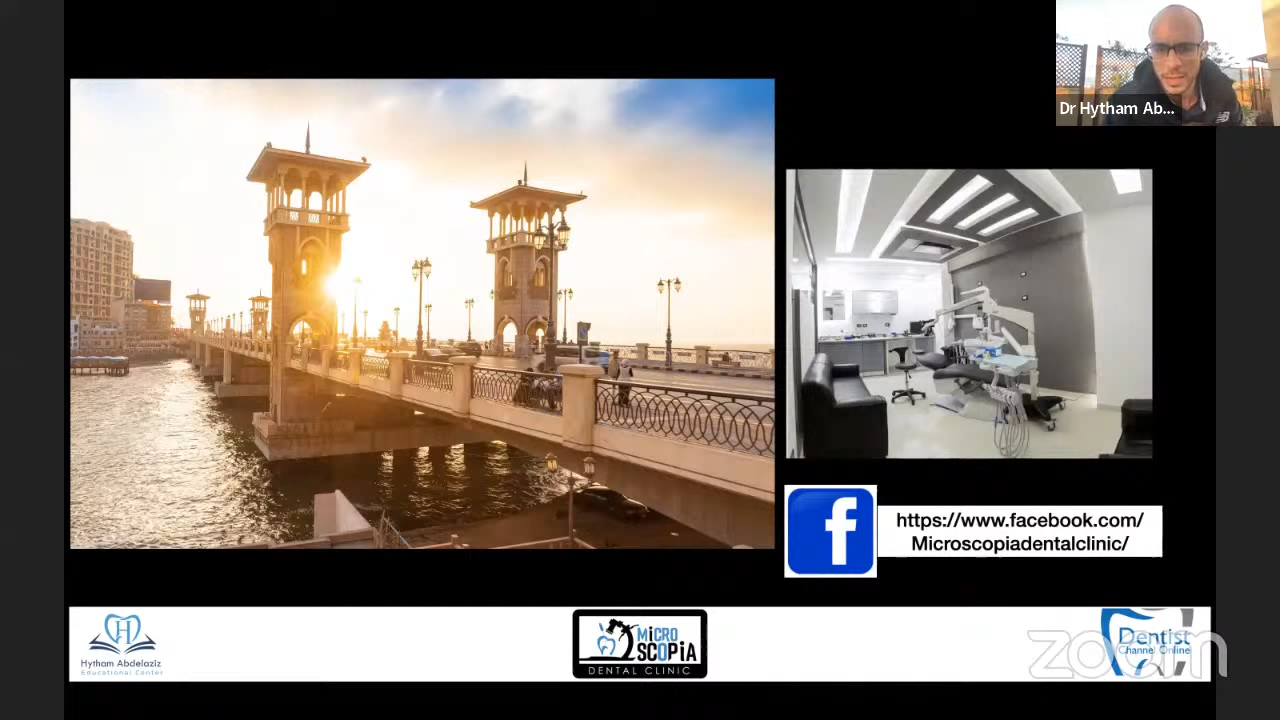 Dr Hytham Ab...
https://www.facebook.com/
Microscopiadentalclinic/
Hytham Abdelaziz
Educational Center
MiCRO
SCOPiA
DENTAL CLINIC
Dentist
Channel Online
zoom